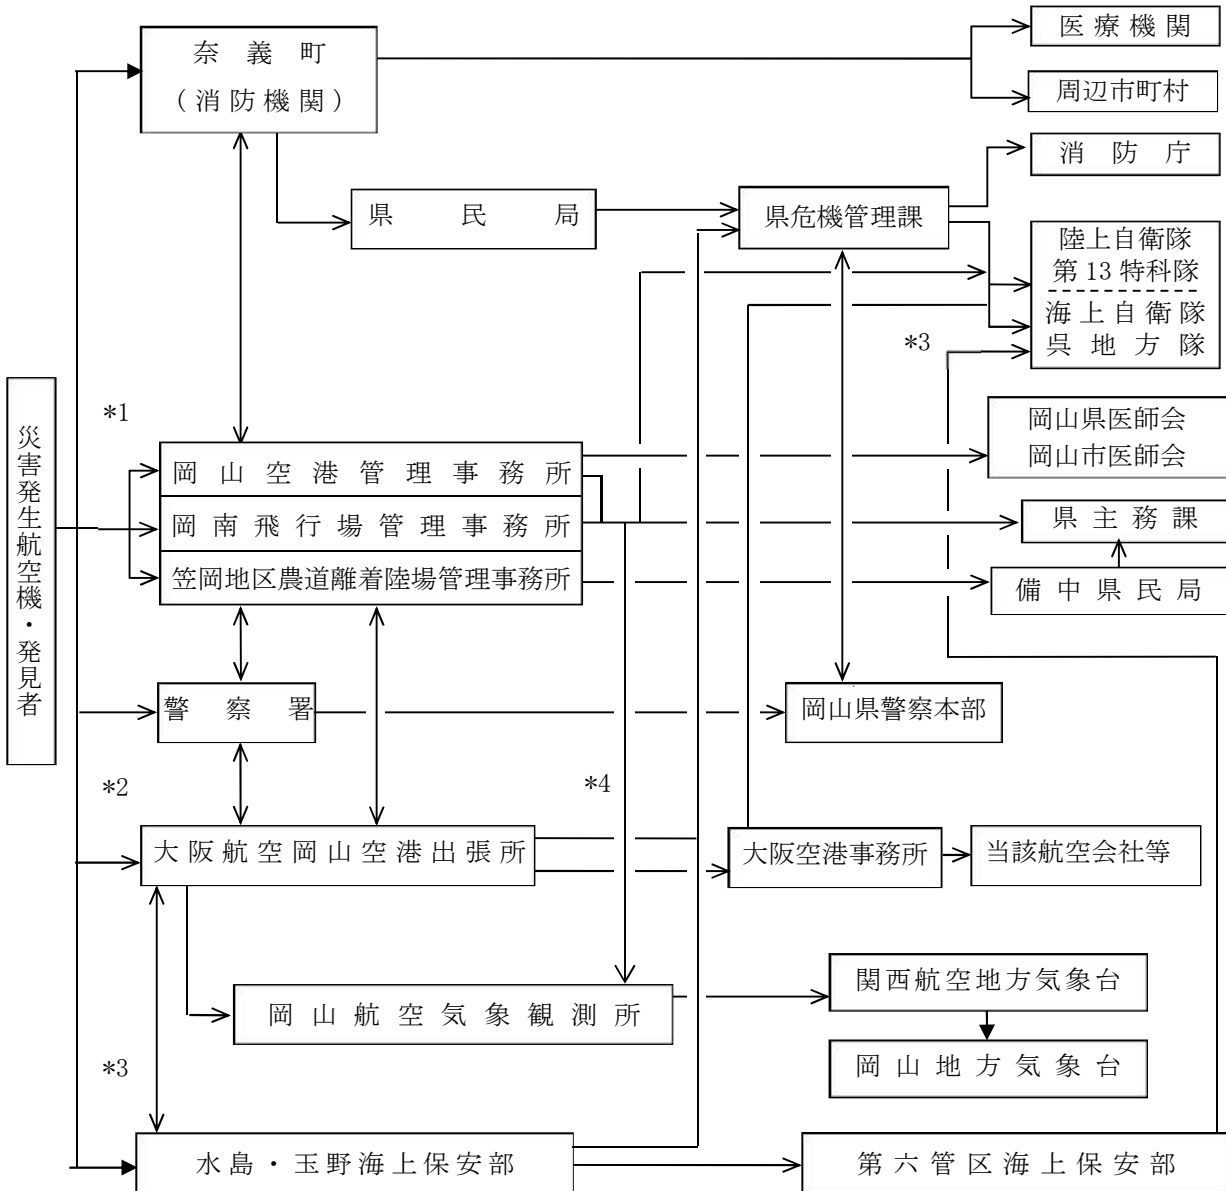 医療機関
奈義町
(消防機関)
周辺市町村
消防庁
県民局
県危機管理課
陸上自衛隊
第13特科隊
海上自衛隊
呉地方隊
*3
*1
災害発生航空機・発見者
岡山県医師会
岡山市医師会
岡山空港管理事務所
岡南飛行場管理事務所
県主務課
笠岡地区農道離着陸場管理事務所
備中県民局
警察署
岡山県警察本部
*2
*4
大阪航空岡山空港出張所
大阪空港事務所
当該航空会社等
関西航空地方気象台
岡山航空気象観測所
岡山地方気象台
*3
水島・玉野海上保安部
第六管区海上保安部